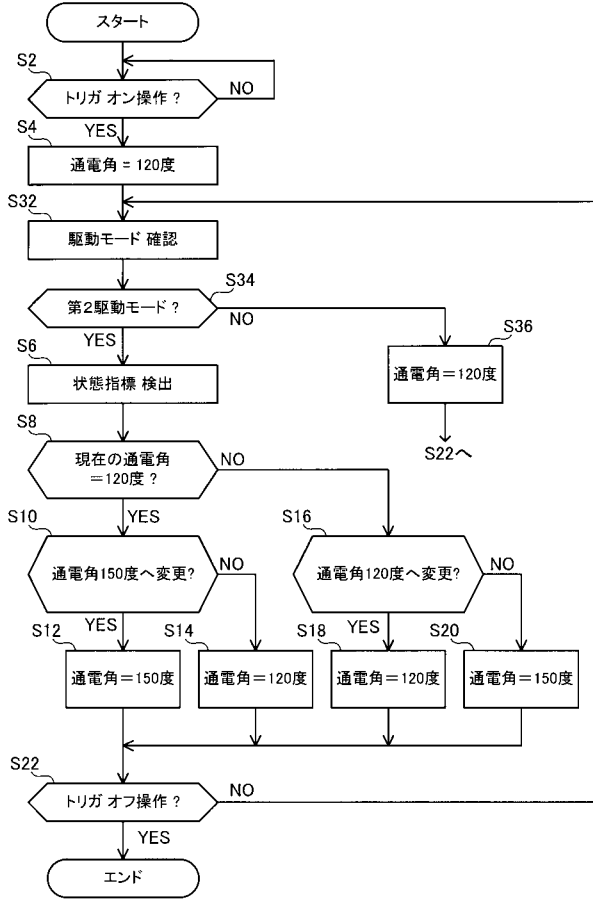 スタート
S2
トリガ オン操作 ?
NO
YES
S4
通電角 = 120度
S32
駆動モード 確認
S34
第2駆動モード ?
NO
YES
S36
通電角=120度
S22へ
S6
状態指標 検出
S8
現在の通電角
=120度 ?
NO
YES
S10
通電角150度へ変更?
NO
YES
S16
通電角120度へ変更?
NO
YES
S12
通電角=150度
S14
通電角=120度
S18
通電角=120度
S20
通電角=150度
S22
トリガ オフ操作 ?
NO
YES
エンド